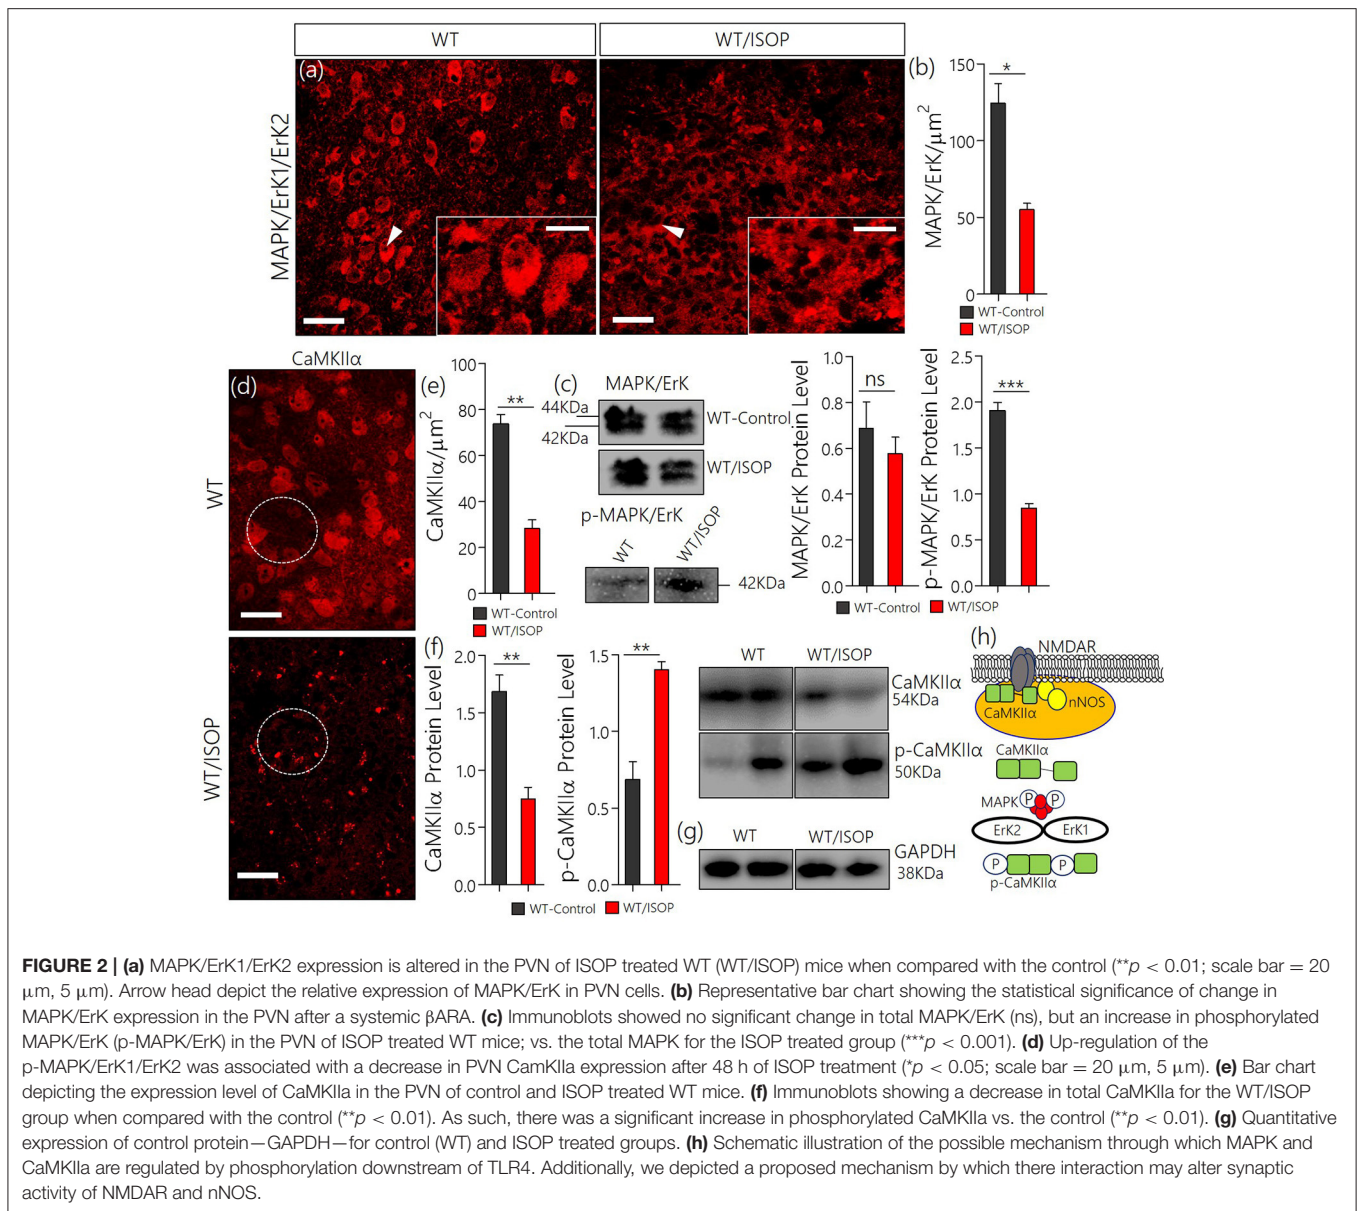 WT
WT/ISOP
(a)
MAPK/ErK1/ErK2
(b)
MAPK/ErK/μm²
150
100
50
0
*
WT-Control
WT/ISOP
CaMKIIα
(d)
WT
WT/ISOP
(e)
CaMKIIα/μm²
100
80
60
40
20
0
**
WT-Control
WT/ISOP
(c)
MAPK/ErK
44KDa
42KDa
WT-Control
WT/ISOP
p-MAPK/ErK
WT
WT/ISOP
42KDa
MAPK/ErK Protein Level
1.0
0.8
0.6
0.4
0.2
0.0
ns
p-MAPK/ErK Protein Level
2.5
2.0
1.5
1.0
0.5
0.0
***
WT-Control
WT/ISOP
(f)
CaMKIIα Protein Level
2.0
1.5
1.0
0.5
0.0
**
p-CaMKIIα Protein Level
1.5
1.0
0.5
0.0
**
WT-Control
WT/ISOP
WT
WT/ISOP
CaMKIIα
54KDa
p-CaMKIIα
50KDa
(g)
WT
WT/ISOP
GAPDH
38KDa
(h)
NMDAR
CaMKIIα
nNOS
CaMKIIα
MAPK
P
P
ErK2
ErK1
P
P
p-CaMKIIα
FIGURE 2 | (a) MAPK/ErK1/ErK2 expression is altered in the PVN of ISOP treated WT (WT/ISOP) mice when compared with the control (**p < 0.01; scale bar = 20
μm, 5 μm). Arrow head depict the relative expression of MAPK/ErK in PVN cells. (b) Representative bar chart showing the statistical significance of change in
MAPK/ErK expression in the PVN after a systemic βARA. (c) Immunoblots showed no significant change in total MAPK/ErK (ns), but an increase in phosphorylated
MAPK/ErK (p-MAPK/ErK) in the PVN of ISOP treated WT mice; vs. the total MAPK for the ISOP treated group (***p < 0.001). (d) Up-regulation of the
p-MAPK/ErK1/ErK2 was associated with a decrease in PVN CamKIIa expression after 48 h of ISOP treatment (*p < 0.05; scale bar = 20 μm, 5 μm). (e) Bar chart
depicting the expression level of CaMKIIa in the PVN of control and ISOP treated WT mice. (f) Immunoblots showing a decrease in total CaMKIIa for the WT/ISOP
group when compared with the control (**p < 0.01). As such, there was a significant increase in phosphorylated CaMKIIa vs. the control (**p < 0.01). (g) Quantitative
expression of control protein—GAPDH—for control (WT) and ISOP treated groups. (h) Schematic illustration of the possible mechanism through which MAPK and
CaMKIIa are regulated by phosphorylation downstream of TLR4. Additionally, we depicted a proposed mechanism by which there interaction may alter synaptic
activity of NMDAR and nNOS.